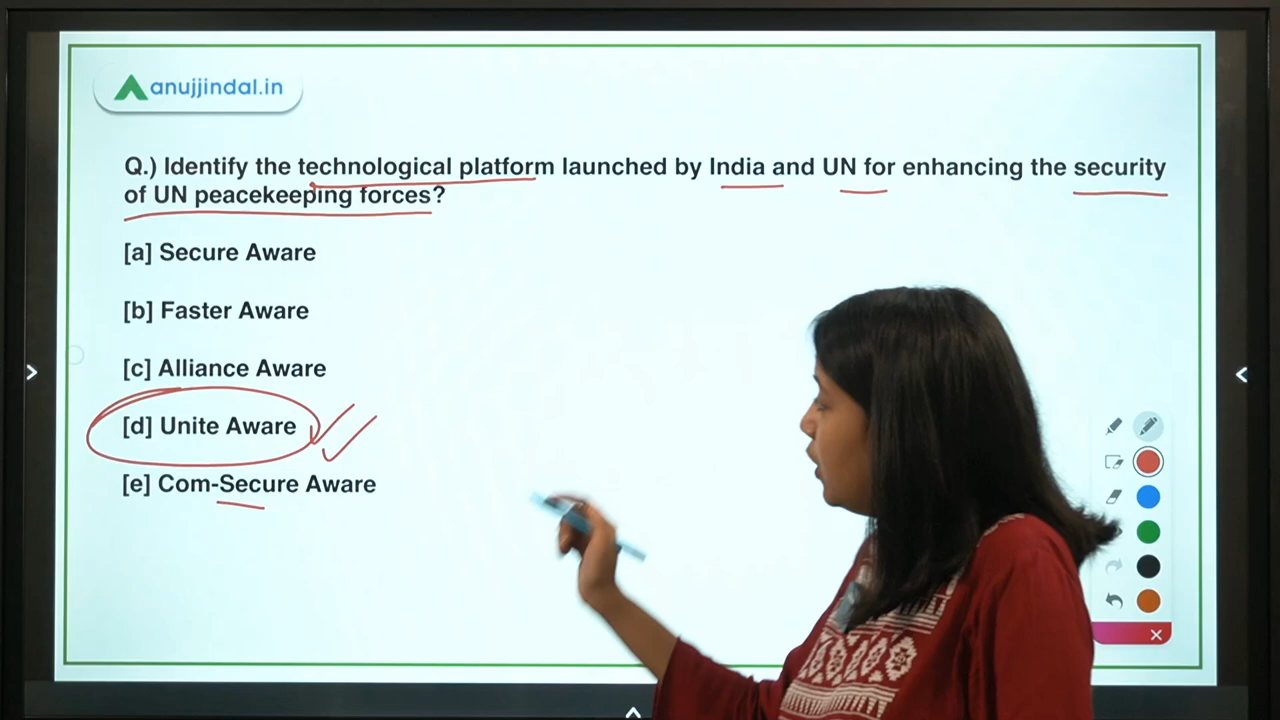 anujjindal.in
Q.) Identify the technological platform launched by India and UN for enhancing the security
of UN peacekeeping forces?
[a] Secure Aware
[b] Faster Aware
[c] Alliance Aware
[d] Unite Aware
[e] Com-Secure Aware